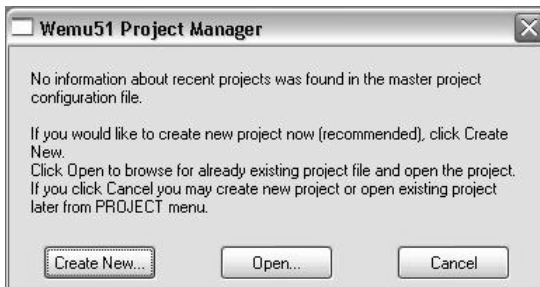 Wemu51 Project Manager
No information about recent projects was found in the master project
configuration file.
If you would like to create new project now (recommended), click Create
New.
Click Open to browse for already existing project file and open the project.
If you click Cancel you may create new project or open existing project
later from PROJECT menu.
Create New... Open... Cancel